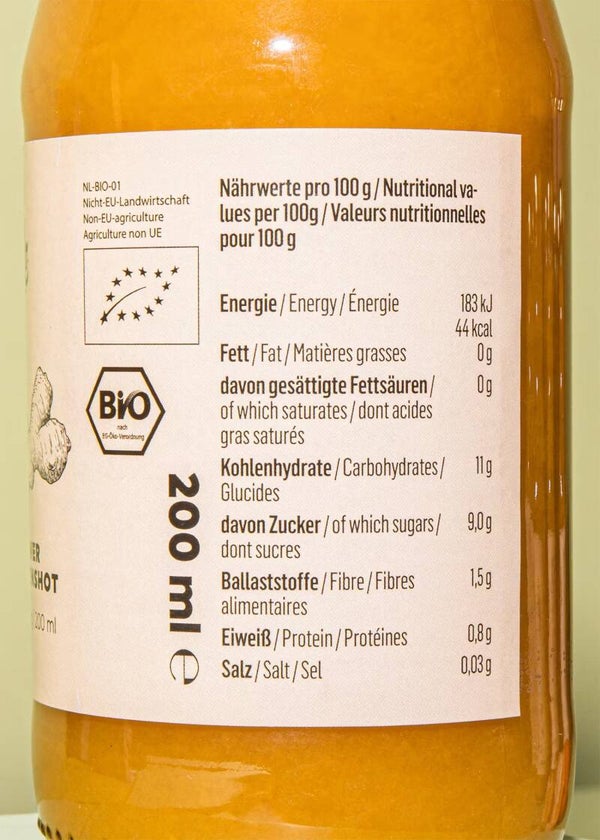 NL-BIO-01
Nicht-EU-Landwirtschaft
Non-EU-agriculture
Agriculture non UE
Bio
nach
EG-Öko-Verordnung
200 ml e
200 ml
Nährwerte pro 100 g / Nutritional va-
lues per 100g / Valeurs nutritionnelles
pour 100 g
Energie / Energy / Énergie 183 kJ
44 kcal
Fett / Fat / Matières grasses 0 g
davon gesättigte Fettsäuren / 0 g
of which saturates / dont acides
gras saturés
Kohlenhydrate / Carbohydrates / 11 g
Glucides
davon Zucker / of which sugars / 9,0 g
dont sucres
Ballaststoffe / Fibre / Fibres 1,5 g
alimentaires
Eiweiß / Protein / Protéines 0,8 g
Salz / Salt / Sel 0,03 g